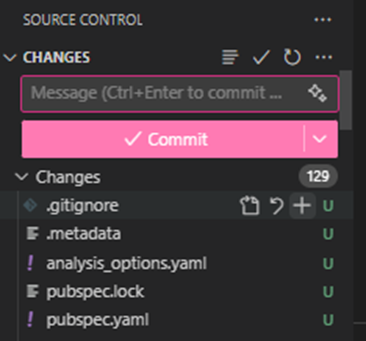 SOURCE CONTROL
CHANGES
Message (Ctrl+Enter to commit ...
Commit
Changes 129
.gitignore U
.metadata U
analysis_options.yaml U
pubspec.lock U
pubspec.yaml U